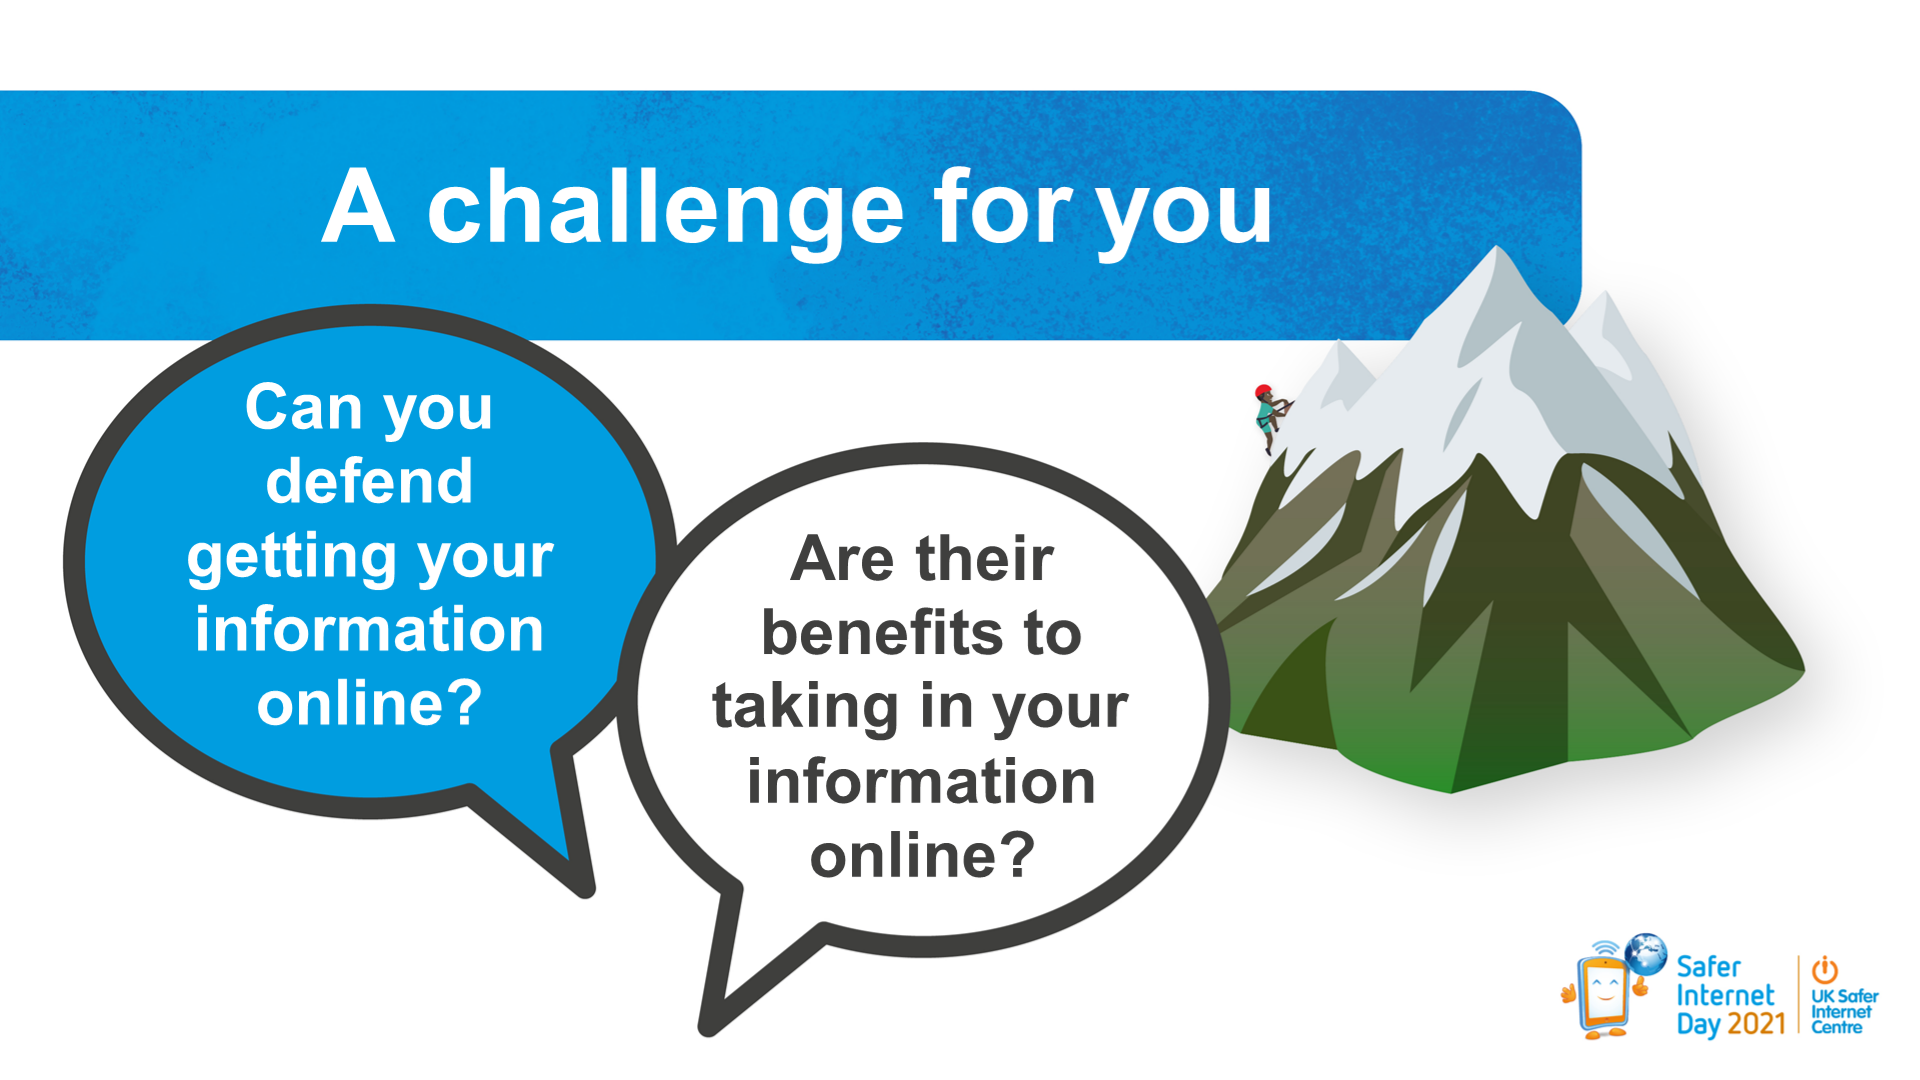 A challenge for you
Can you
defend
getting your
information
online?
Are their
benefits to
taking in your
information
online?
Safer
Internet
Day 2021
UK Safer
Internet
Centre